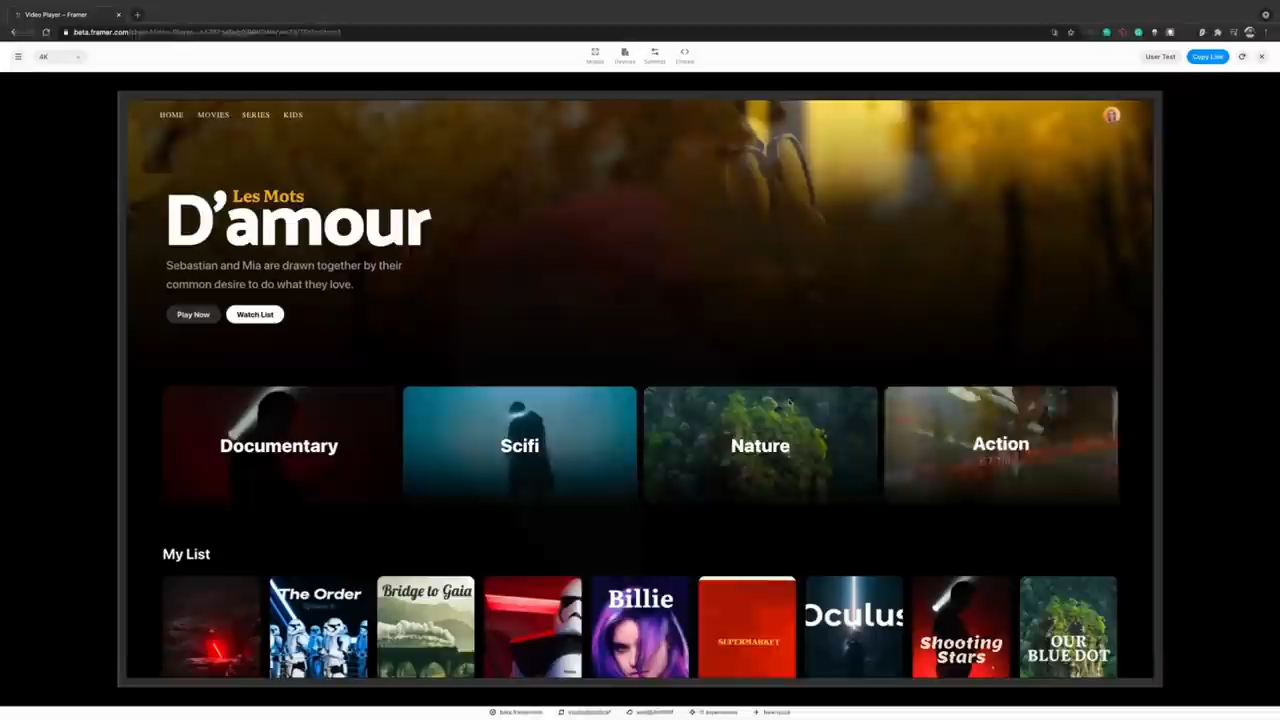 Video Player – Framer
beta.framer.com
4K
User Test
Copy Link
HOME MOVIES SERIES KIDS
Les Mots
D’amour
Sebastian and Mia are drawn together by their
common desire to do what they love.
Play Now Watch List
Documentary
Scifi
Nature
Action
My List
The Order
Bridge to Gaia
Billie
SUPERMARKET
Oculus
Shooting
Stars
OUR
BLUE DOT